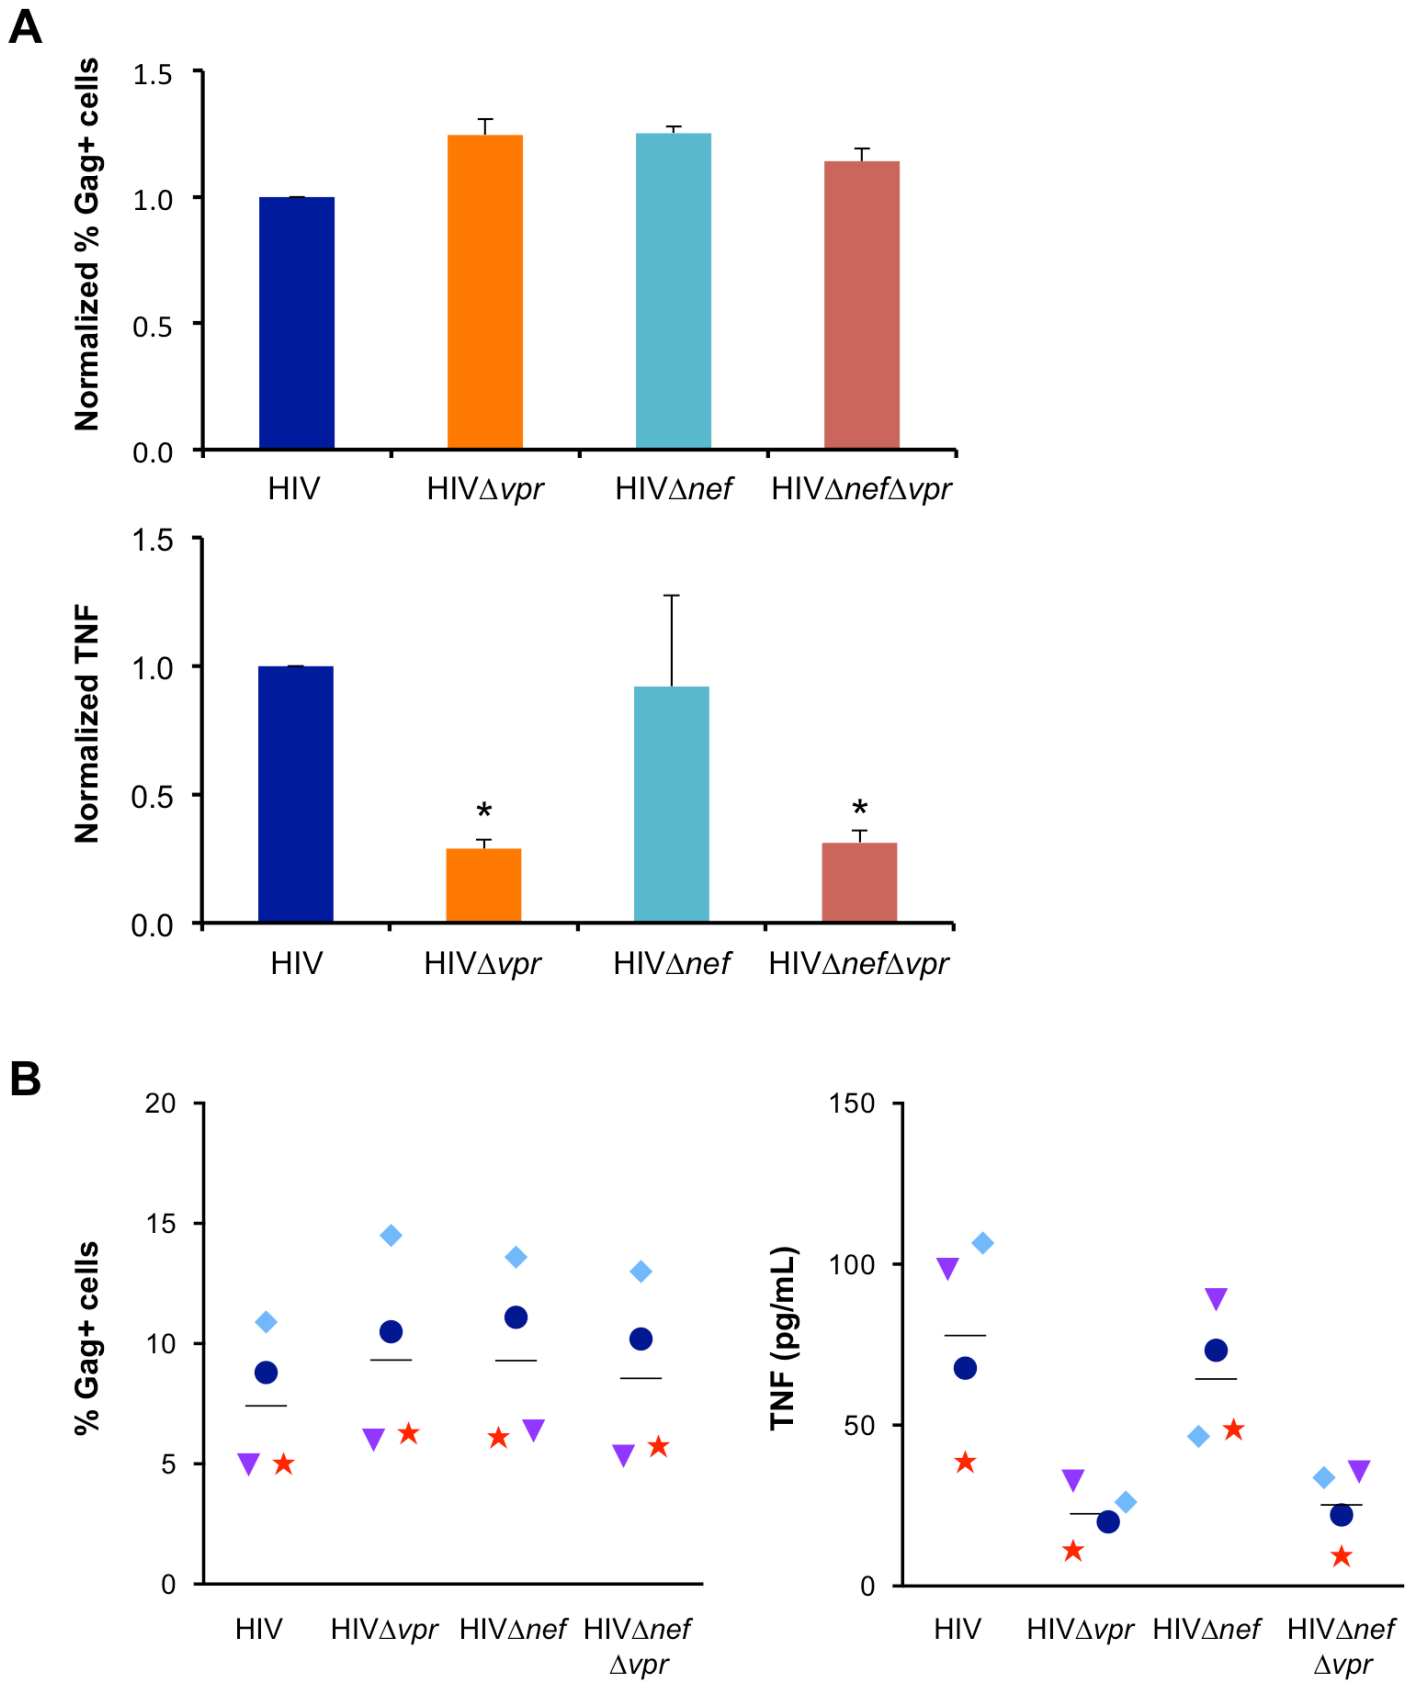 A
Normalized % Gag+ cells
1.5
1.0
0.5
0.0
HIV HIVΔvpr HIVΔnef HIVΔnefΔvpr
Normalized TNF
1.5
1.0
0.5
0.0
*
*
HIV HIVΔvpr HIVΔnef HIVΔnefΔvpr
B
% Gag+ cells
20
15
10
5
0
HIV HIVΔvpr HIVΔnef HIVΔnef
Δvpr
TNF (pg/mL)
150
100
50
0
HIV HIVΔvpr HIVΔnef HIVΔnef
Δvpr